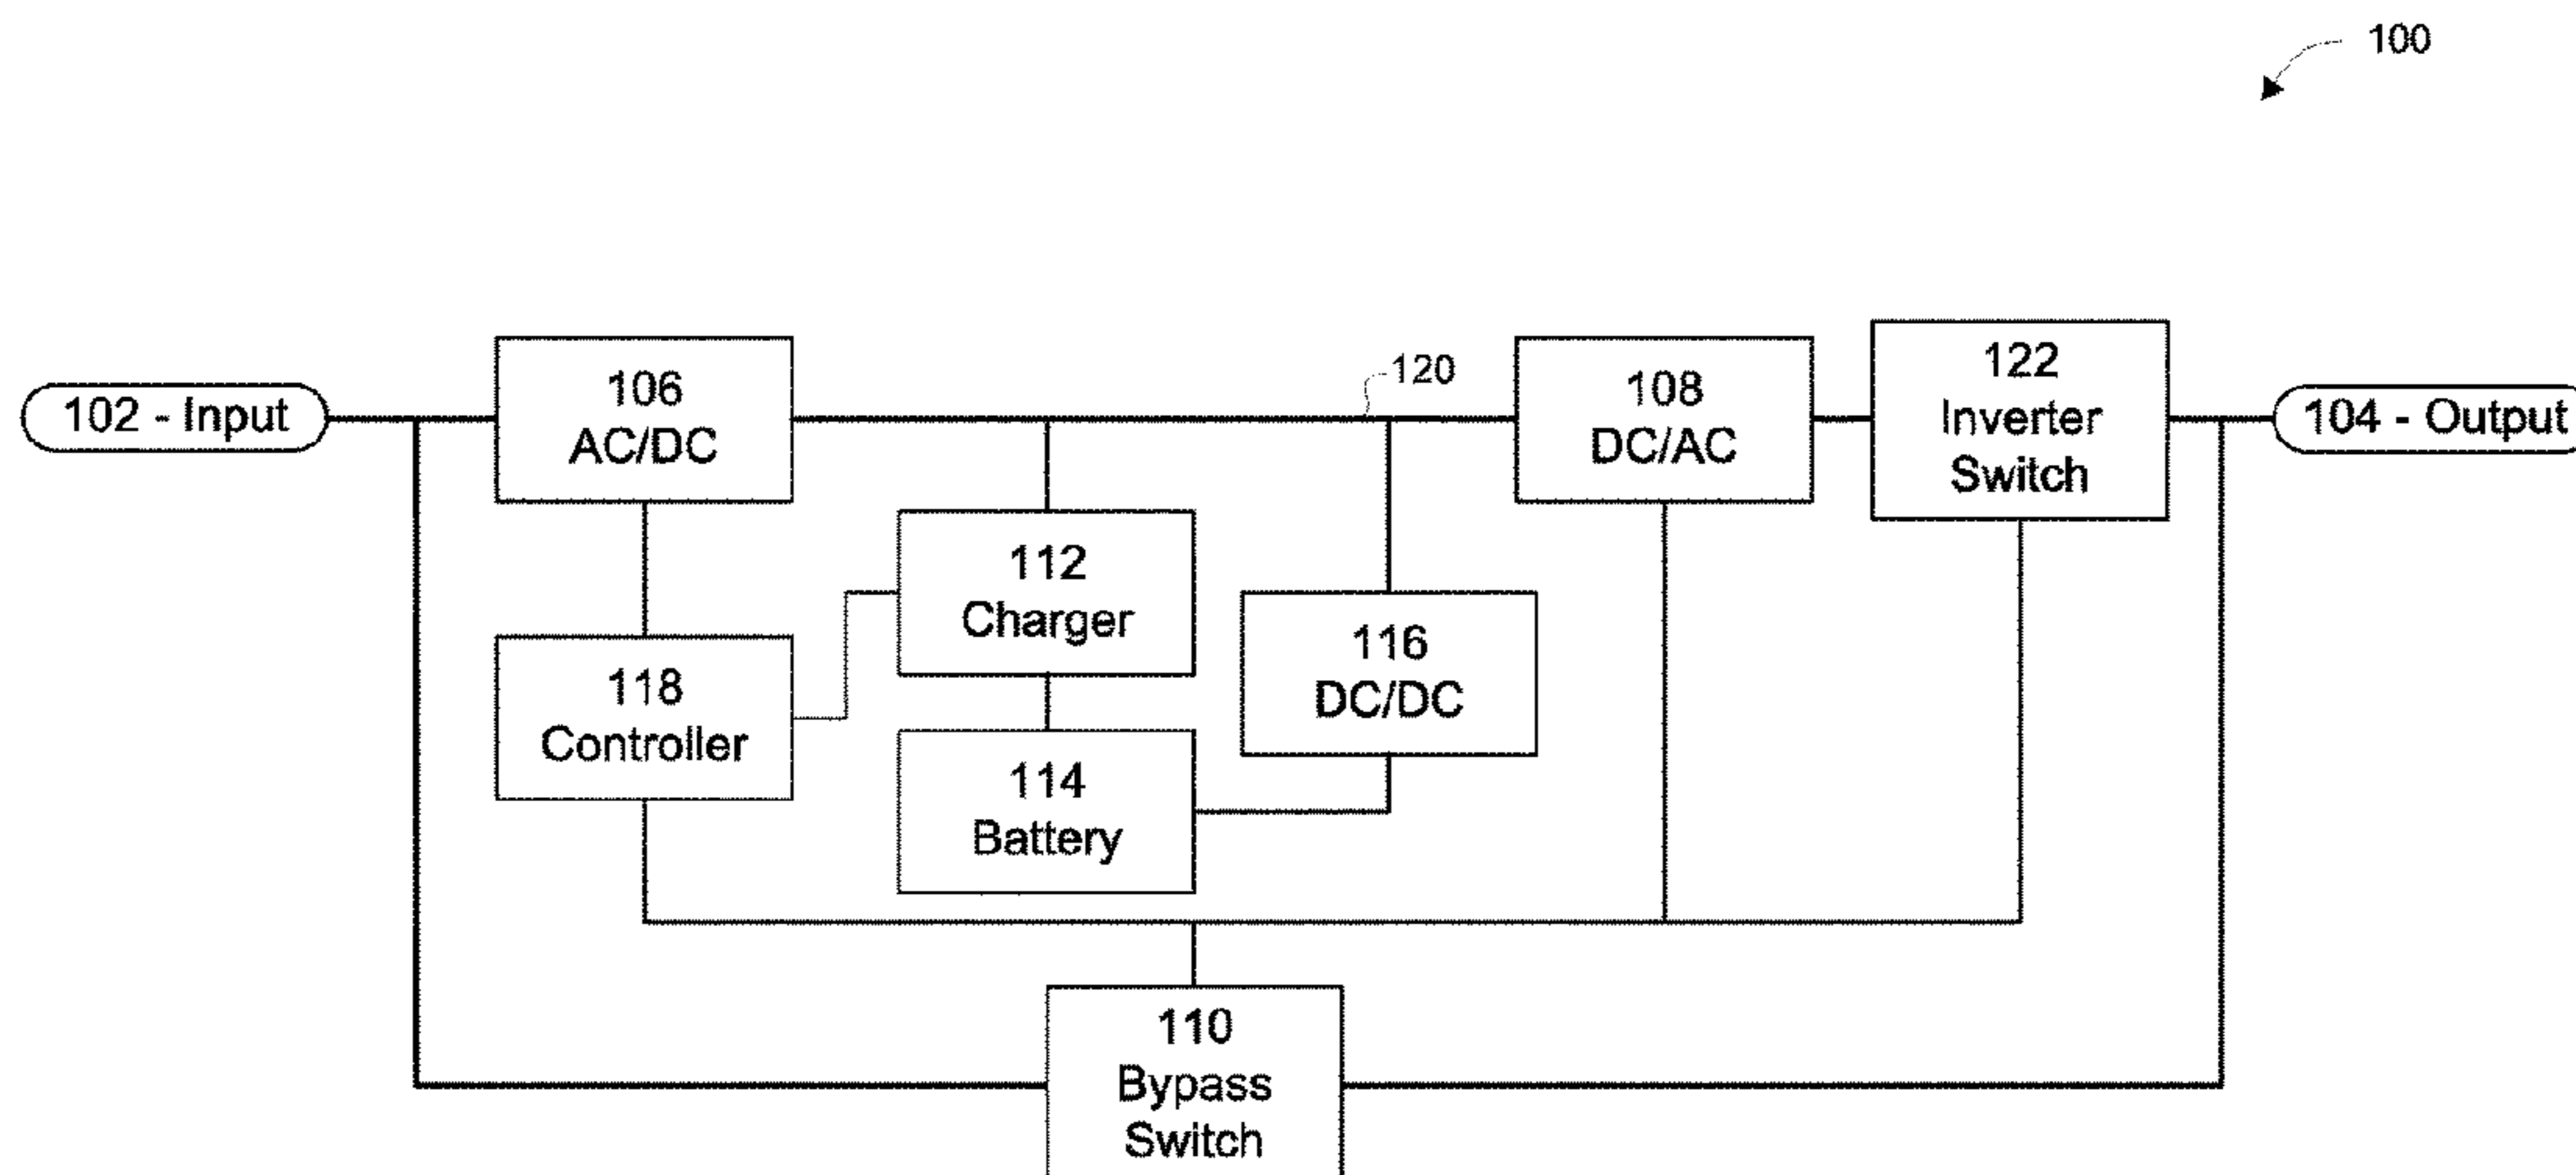 100
120
102 - Input
106
AC/DC
108
DC/AC
122
Inverter
Switch
104 - Output
112
Charger
116
DC/DC
118
Controller
114
Battery
110
Bypass
Switch